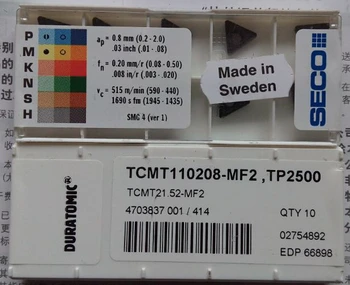 P
M
K
N
S
H
ap = 0.8 mm (0.2 - 2.0)
.03 inch (.01 - .08)
fn = 0.20 mm/r (0.08 - 0.50)
.008 in/r (.003 - .020)
vc = 515 m/min (590 - 440)
1690 s fm (1945 - 1435)
SMG 4 (ver 1)
Made in
Sweden
SECO
DURATOMIC®
TCMT110208-MF2 ,TP2500
TCMT21.52-MF2
4703837 001 / 414
QTY 10
02754892
EDP 66898